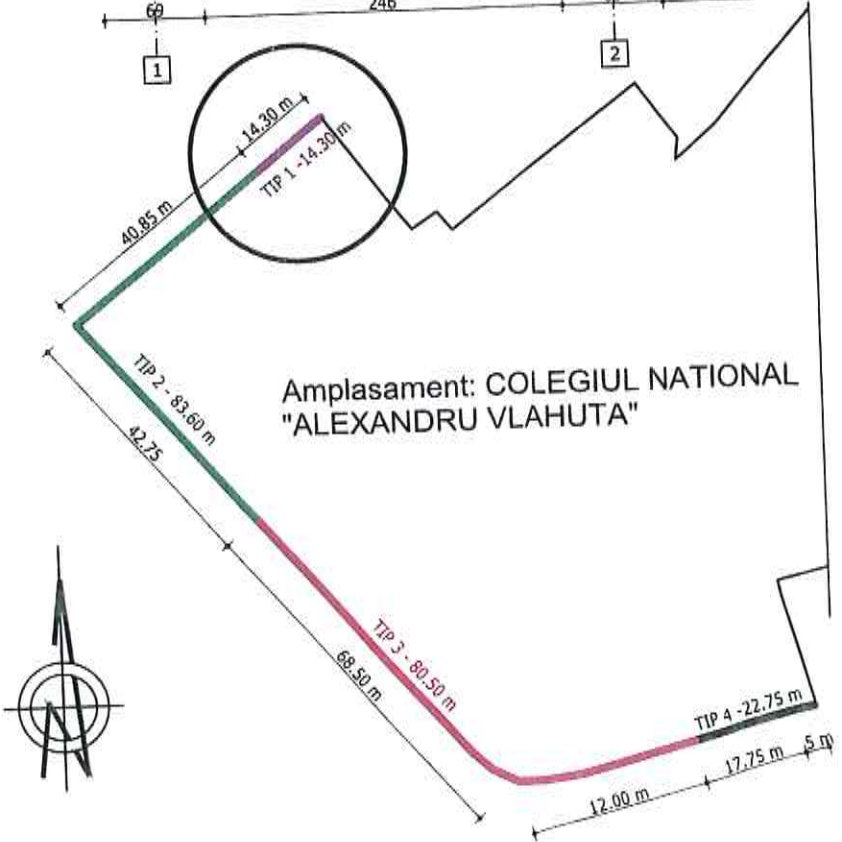 69
246
1
2
14.30 m
TIP 1 -14.30 m
40.85 m
TIP 2 - 83.60 m
42.75
Amplasament: COLEGIUL NATIONAL
"ALEXANDRU VLAHUTA"
TIP 3 - 80.50 m
68.50 m
TIP 4 -22.75 m
12.00 m
17.75 m
5 m
N